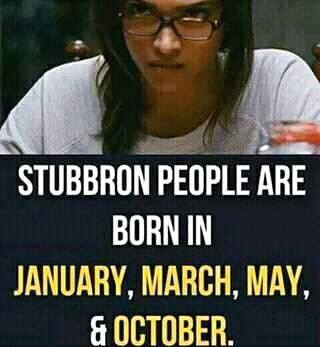 STUBBRON PEOPLE ARE
BORN IN
JANUARY, MARCH, MAY,
& OCTOBER.